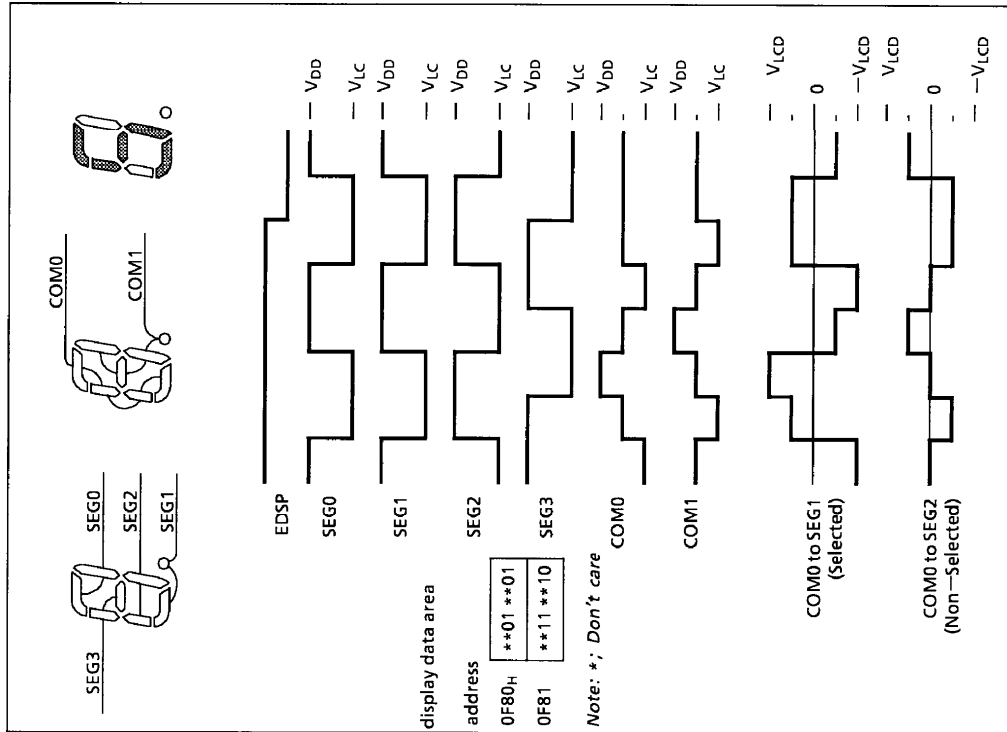 SEG3
SEG0
SEG2
SEG1
COM0
COM1
display data area
address
0F80H **01 **01
0F81 **11 **10
Note: *; Don't care
EDSP
SEG0
VDD
VLC
SEG1
VDD
VLC
SEG2
VDD
VLC
SEG3
VDD
VLC
COM0
VDD
VLC
COM1
VDD
VLC
COM0 to SEG1
(Selected)
VLCD
0
—VLCD
COM0 to SEG2
(Non—Selected)
VLCD
0
—VLCD